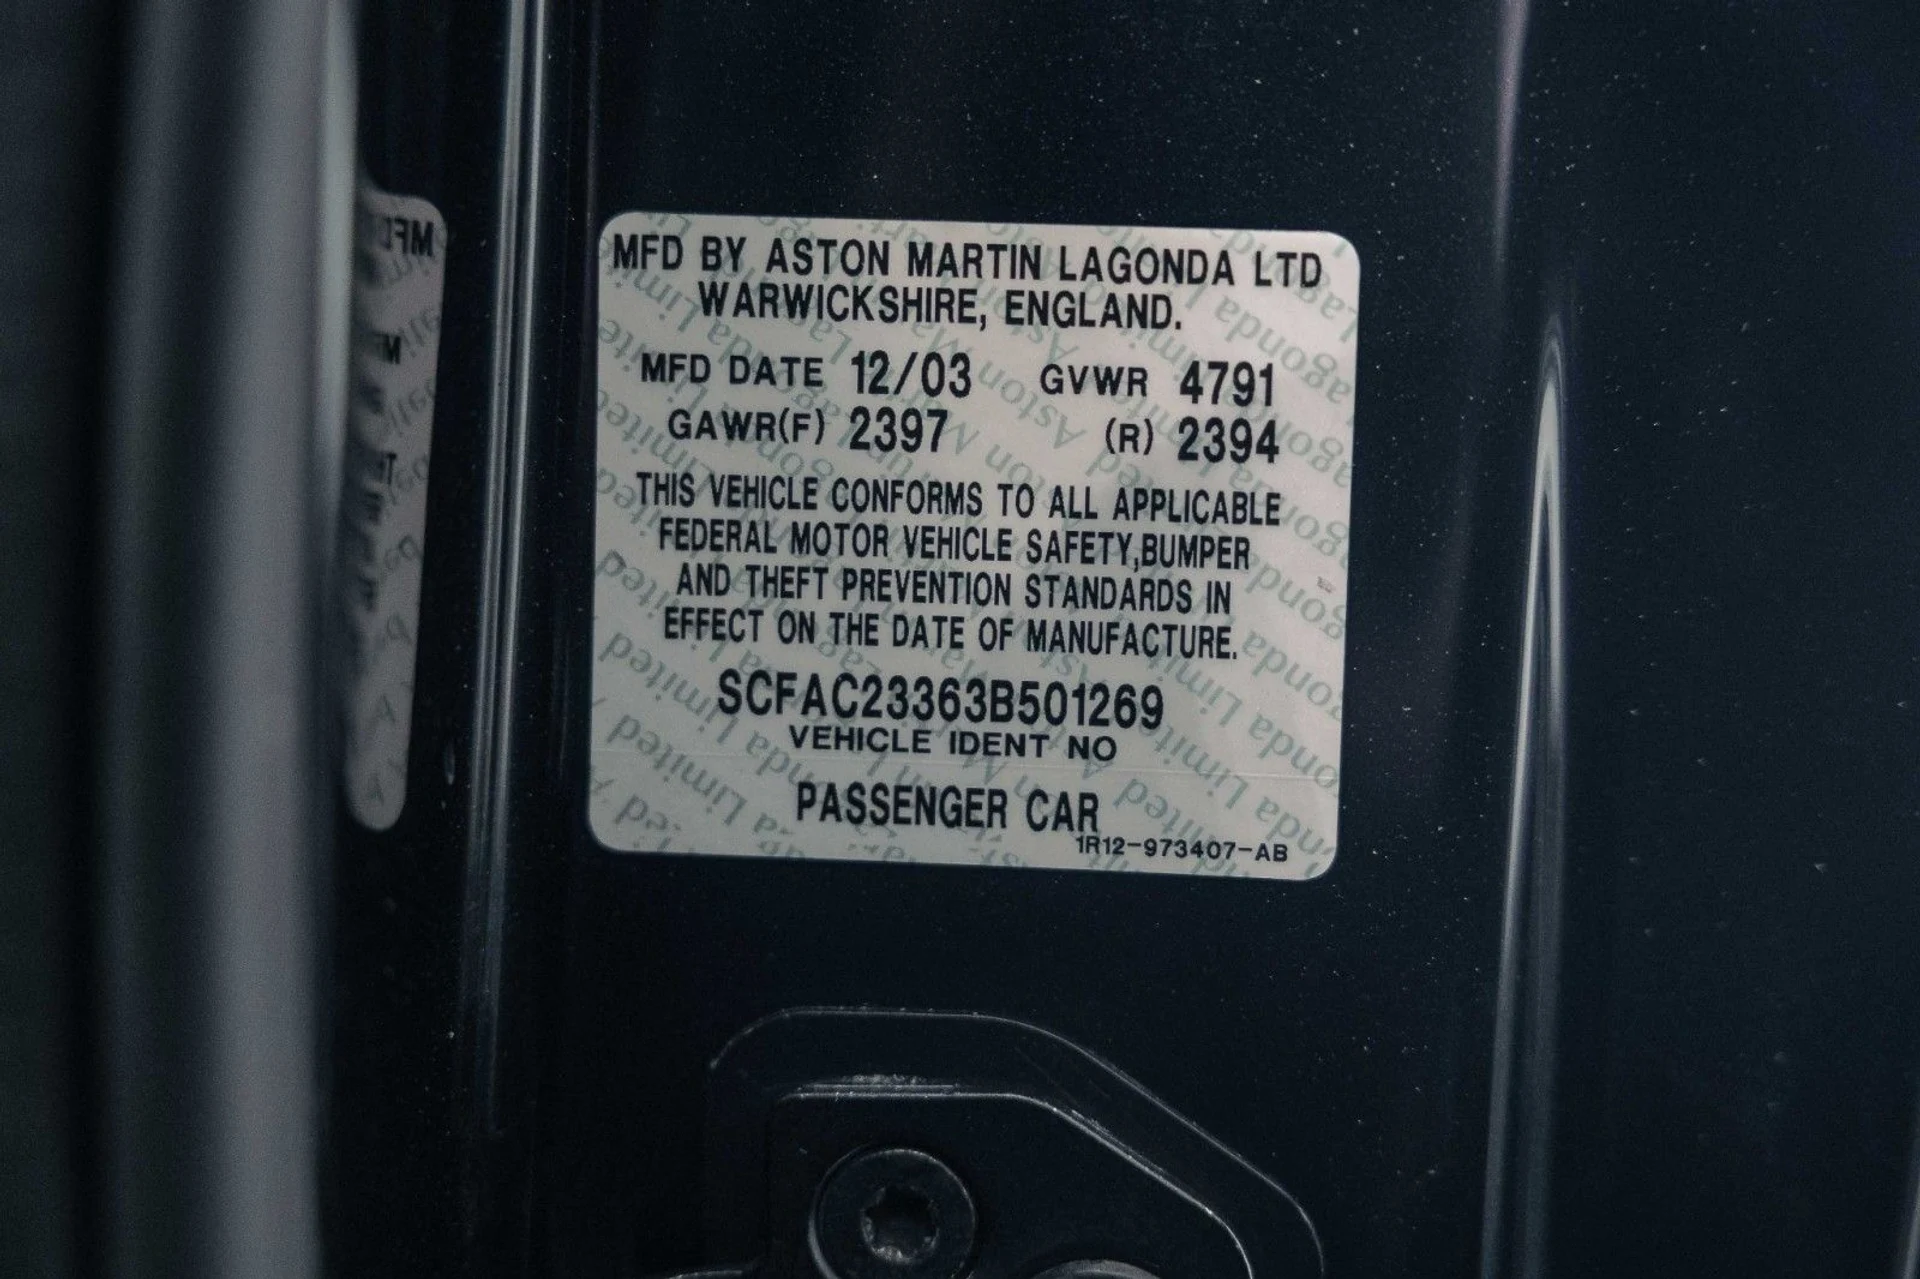 MFD BY ASTON MARTIN LAGONDA LTD
WARWICKSHIRE, ENGLAND.
MFD DATE 12/03 GVWR 4791
GAWR(F) 2397 (R) 2394
THIS VEHICLE CONFORMS TO ALL APPLICABLE
FEDERAL MOTOR VEHICLE SAFETY,BUMPER
AND THEFT PREVENTION STANDARDS IN
EFFECT ON THE DATE OF MANUFACTURE.
SCFAC23363B501269
VEHICLE IDENT NO
PASSENGER CAR
1R12-973407-AB